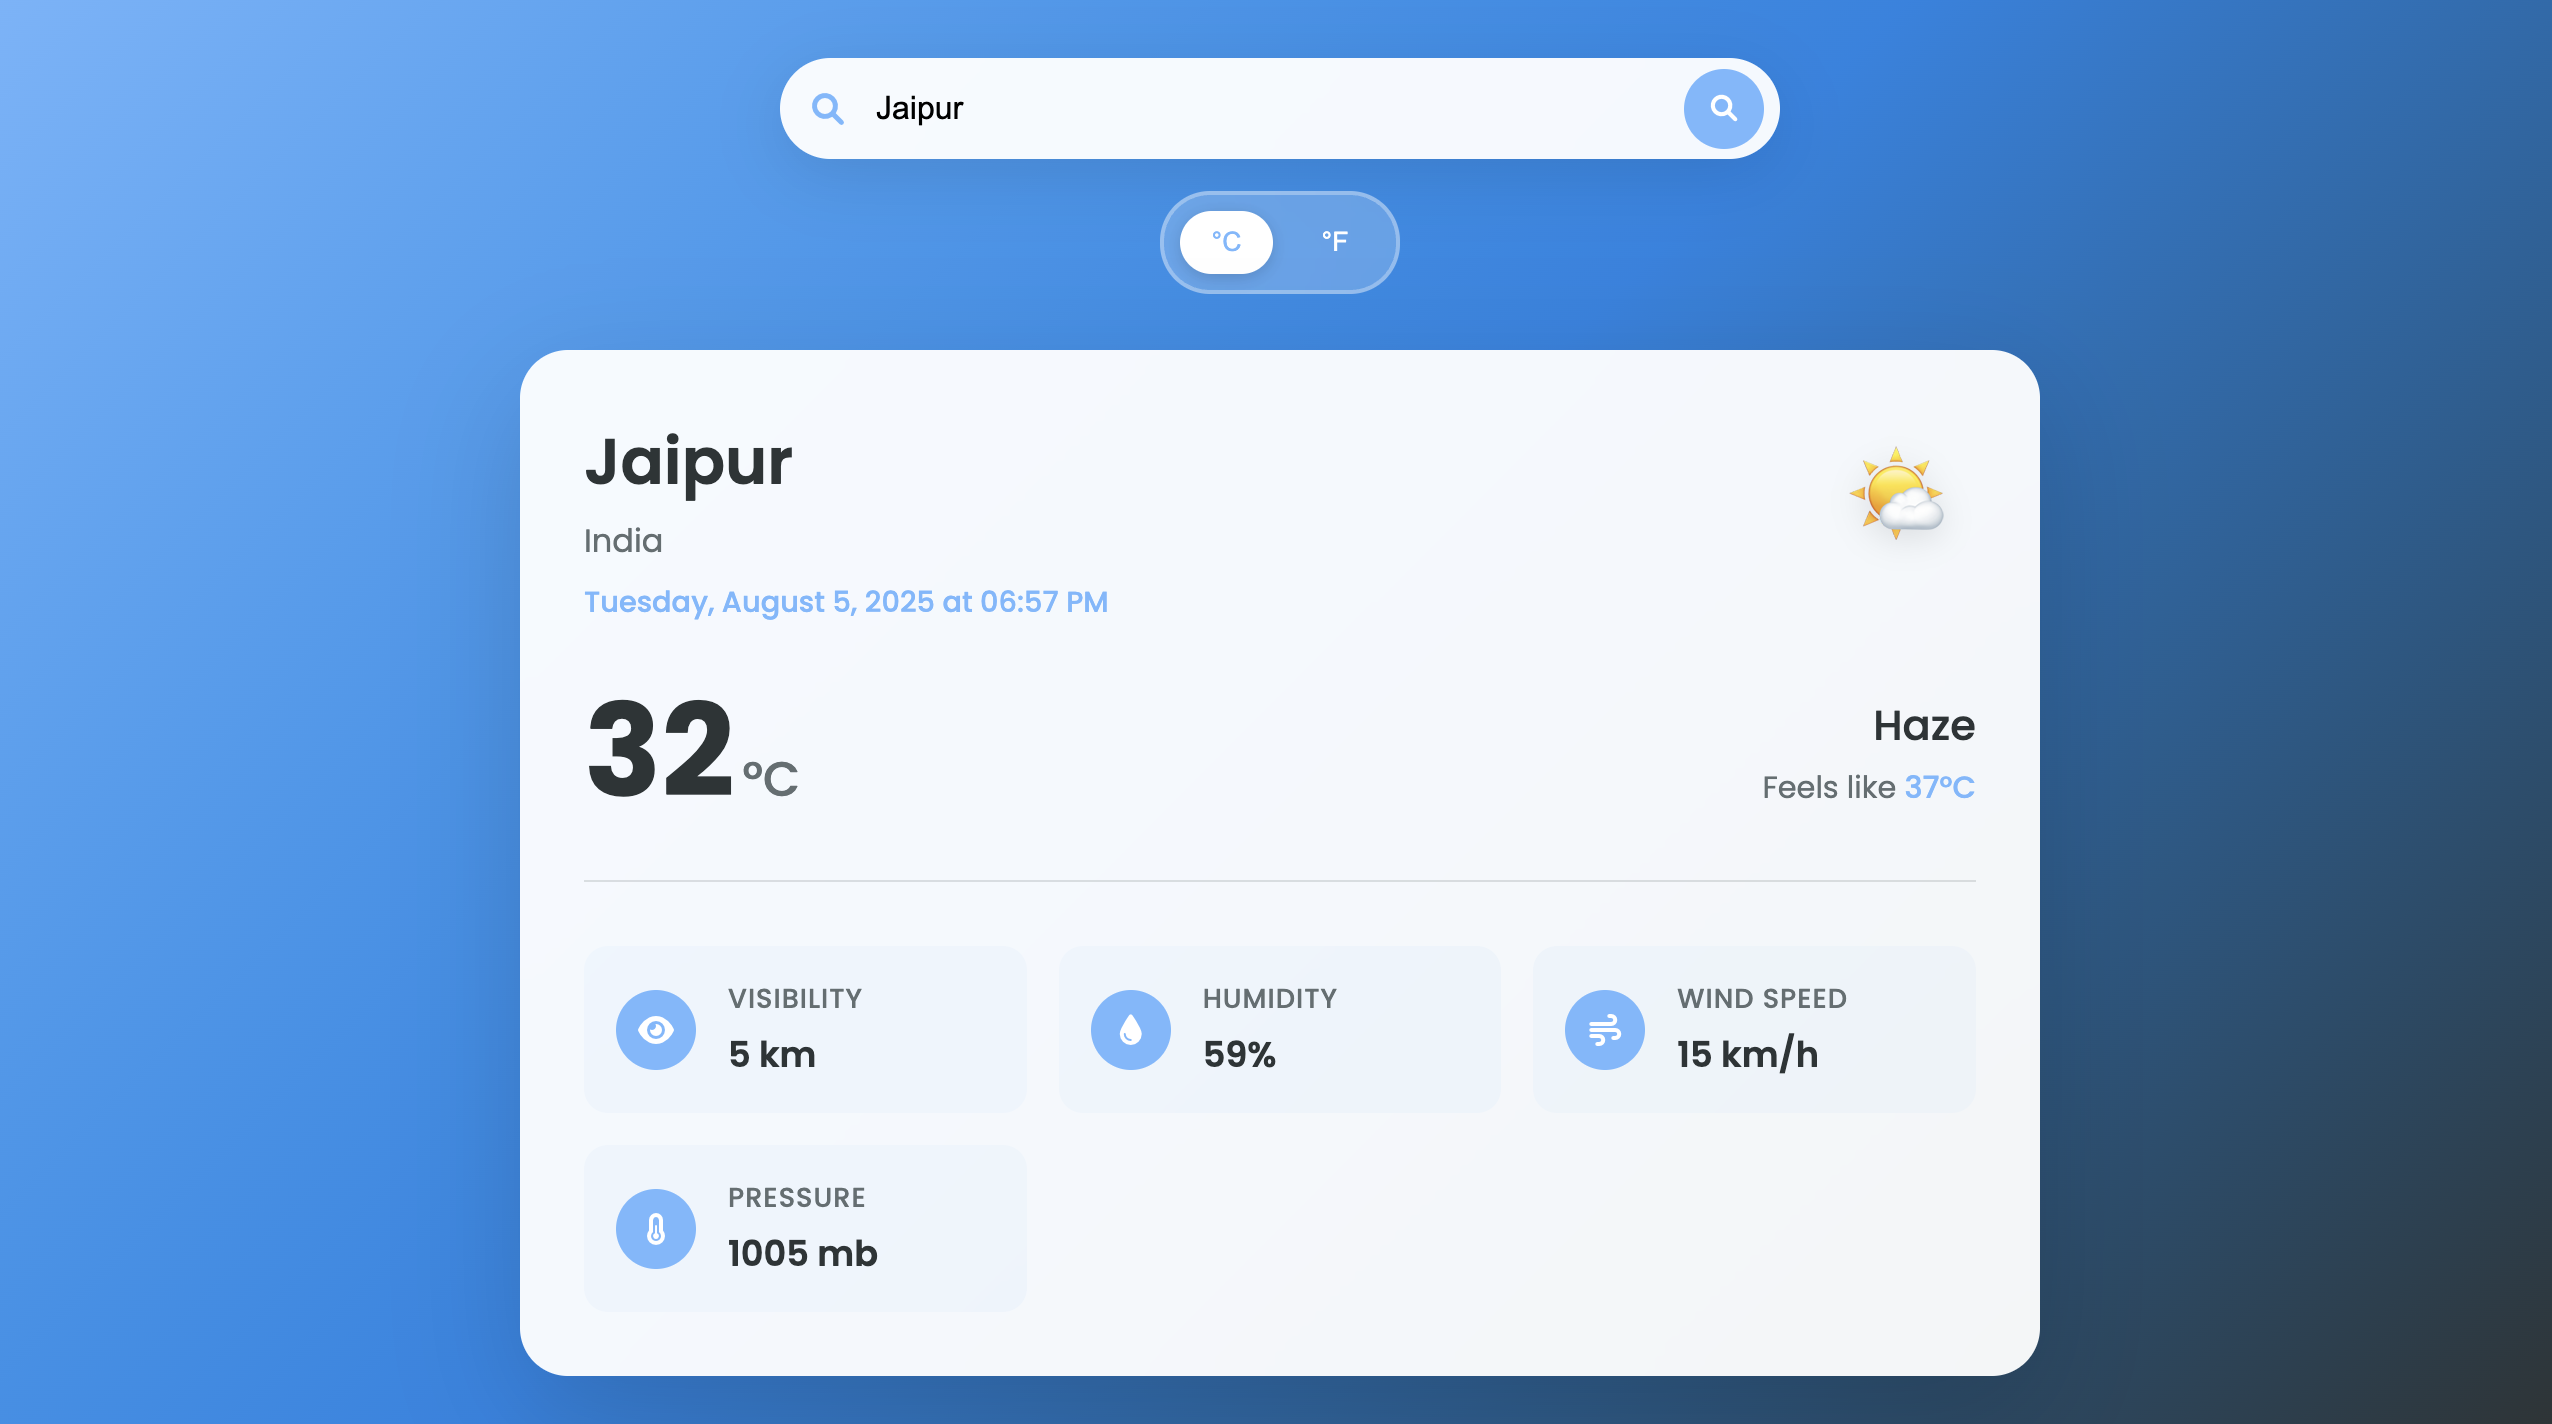 Jaipur
°C
°F
Jaipur
India
Tuesday, August 5, 2025 at 06:57 PM
32°C
Haze
Feels like 37°C
VISIBILITY
5 km
HUMIDITY
59%
WIND SPEED
15 km/h
PRESSURE
1005 mb